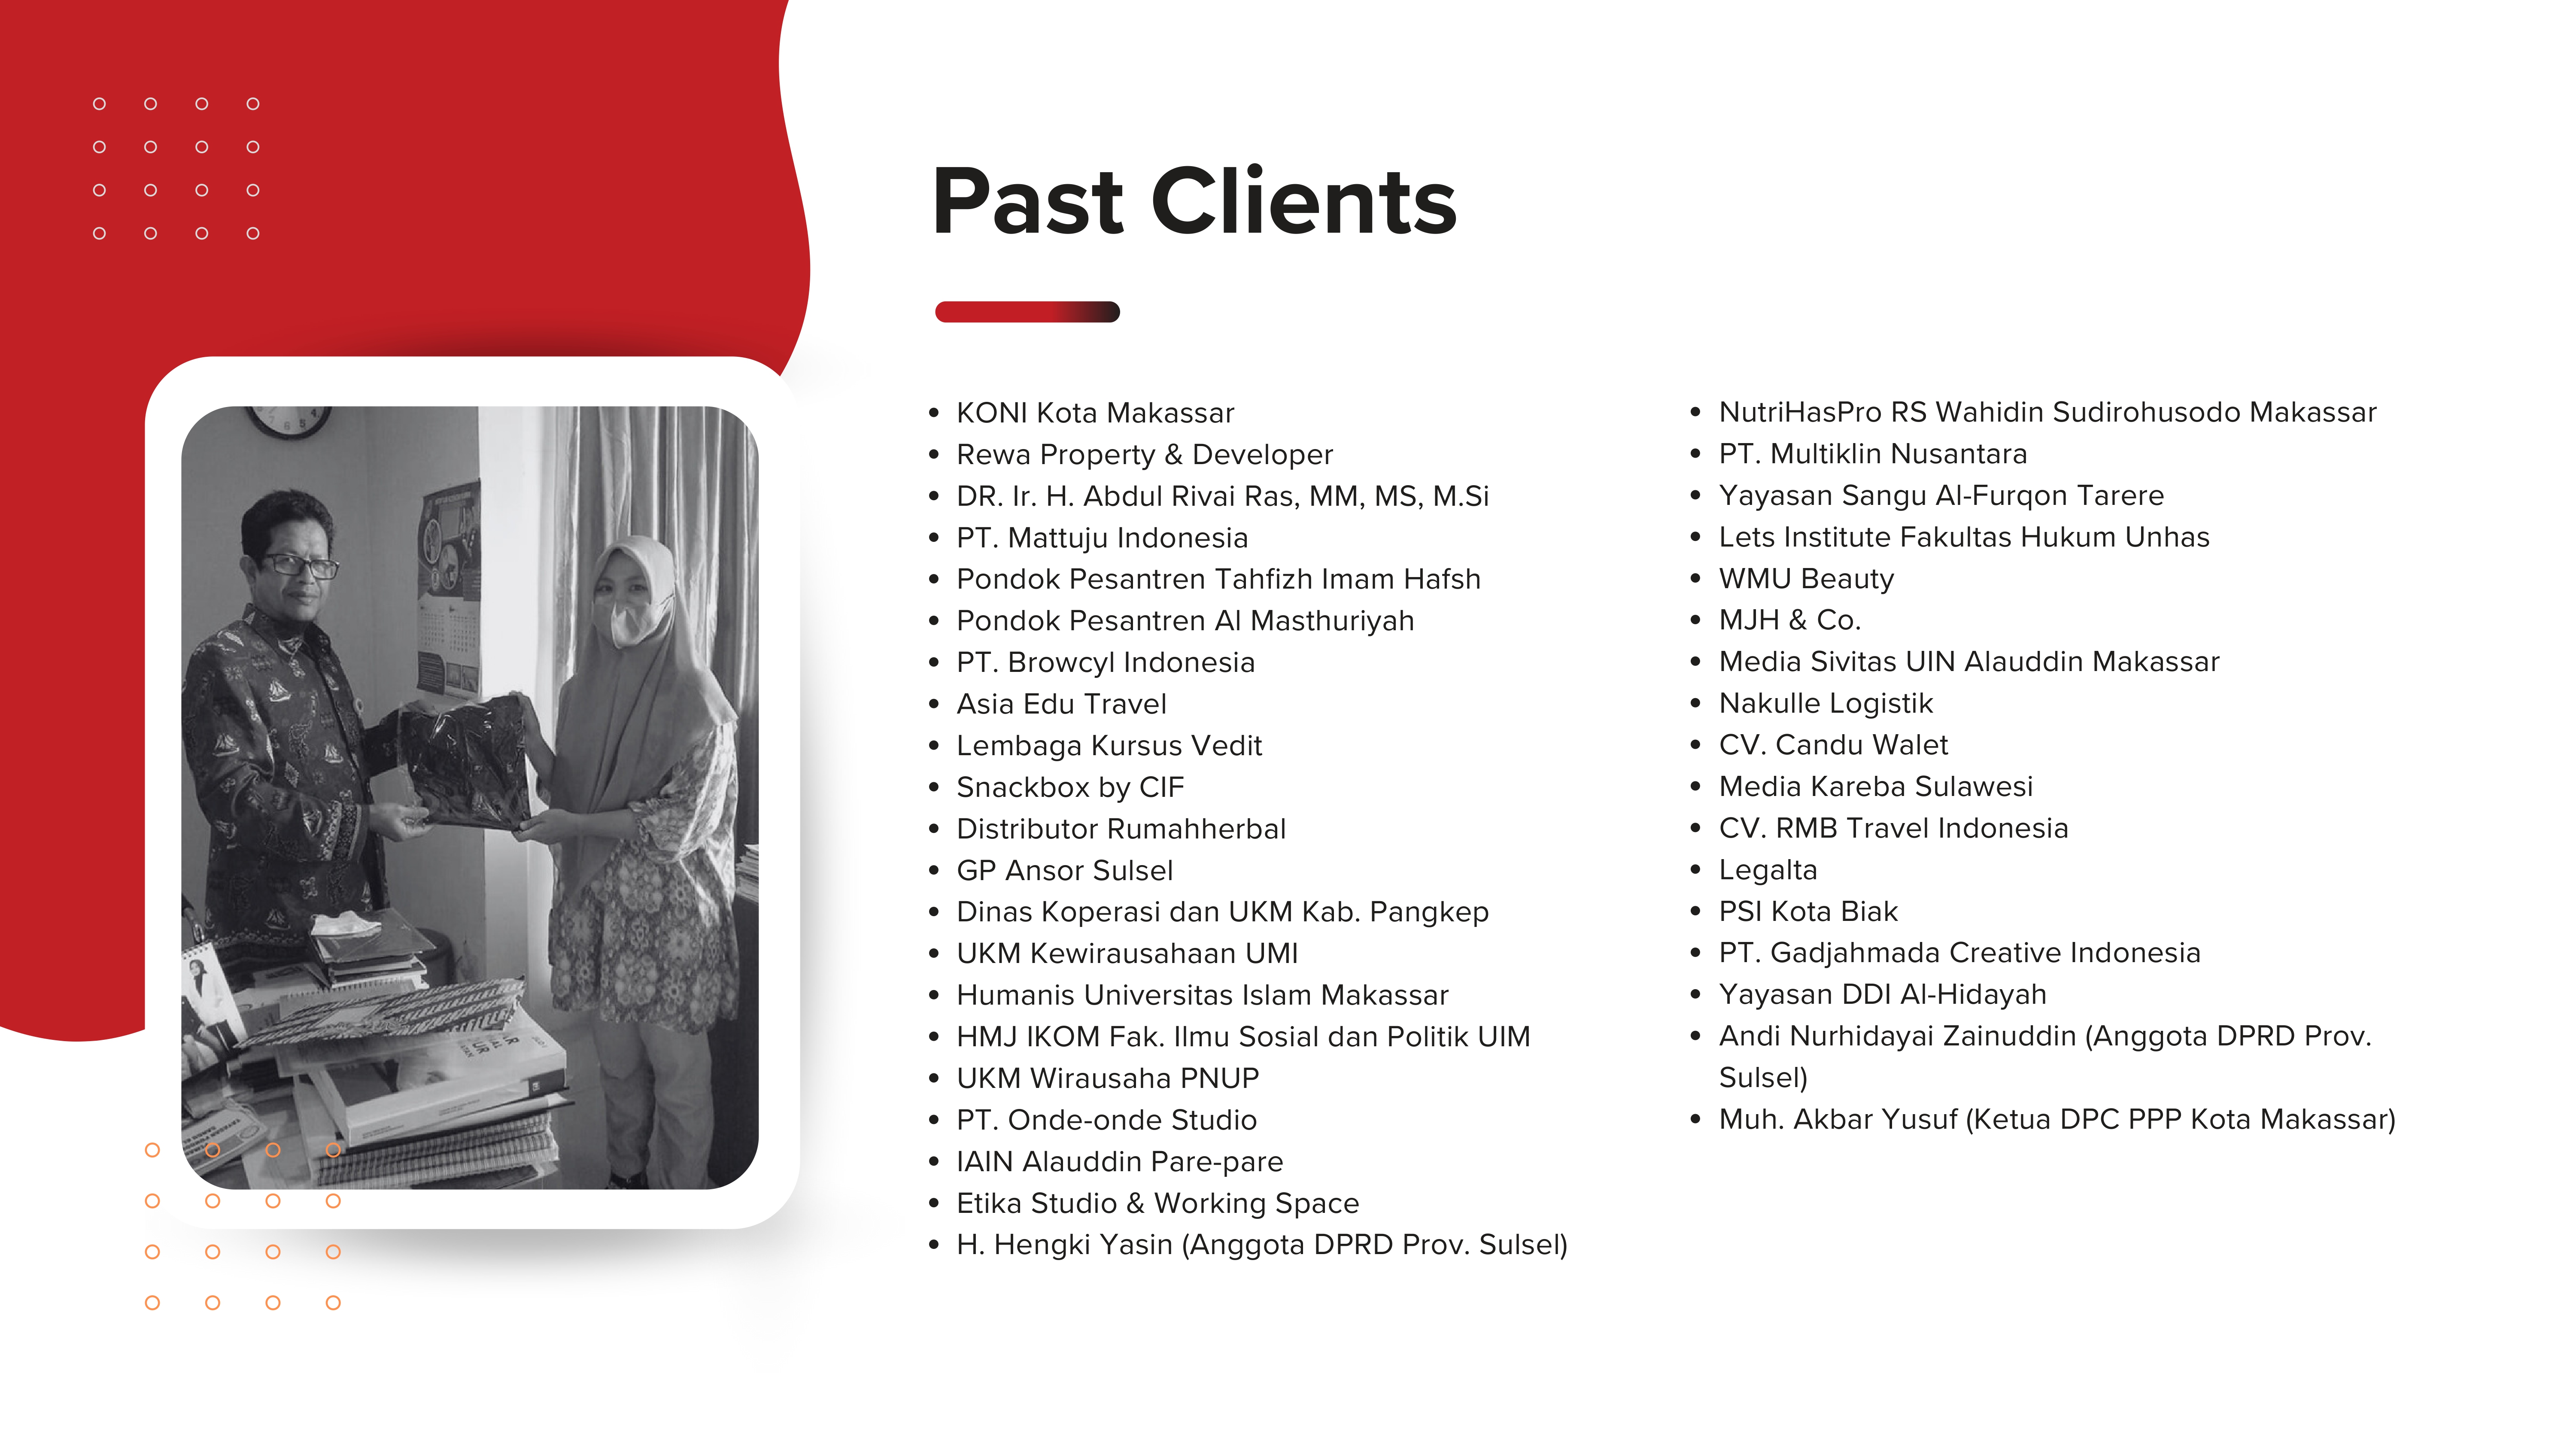 Past Clients
KONI Kota Makassar
Rewa Property & Developer
DR. Ir. H. Abdul Rivai Ras, MM, MS, M.Si
PT. Mattuju Indonesia
Pondok Pesantren Tahfizh Imam Hafsh
Pondok Pesantren Al Masthuriyah
PT. Browcyl Indonesia
Asia Edu Travel
Lembaga Kursus Vedit
Snackbox by CIF
Distributor Rumahherbal
GP Ansor Sulsel
Dinas Koperasi dan UKM Kab. Pangkep
UKM Kewirausahaan UMI
Humanis Universitas Islam Makassar
HMJ IKOM Fak. Ilmu Sosial dan Politik UIM
UKM Wirausaha PNUP
PT. Onde-onde Studio
IAIN Alauddin Pare-pare
Etika Studio & Working Space
H. Hengki Yasin (Anggota DPRD Prov. Sulsel)
NutriHasPro RS Wahidin Sudirohusodo Makassar
PT. Multiklin Nusantara
Yayasan Sangu Al-Furqon Tarere
Lets Institute Fakultas Hukum Unhas
WMU Beauty
MJH & Co.
Media Sivitas UIN Alauddin Makassar
Nakulle Logistik
CV. Candu Walet
Media Kareba Sulawesi
CV. RMB Travel Indonesia
Legalta
PSI Kota Biak
PT. Gadjahmada Creative Indonesia
Yayasan DDI Al-Hidayah
Andi Nurhidayai Zainuddin (Anggota DPRD Prov.
Sulsel)
Muh. Akbar Yusuf (Ketua DPC PPP Kota Makassar)